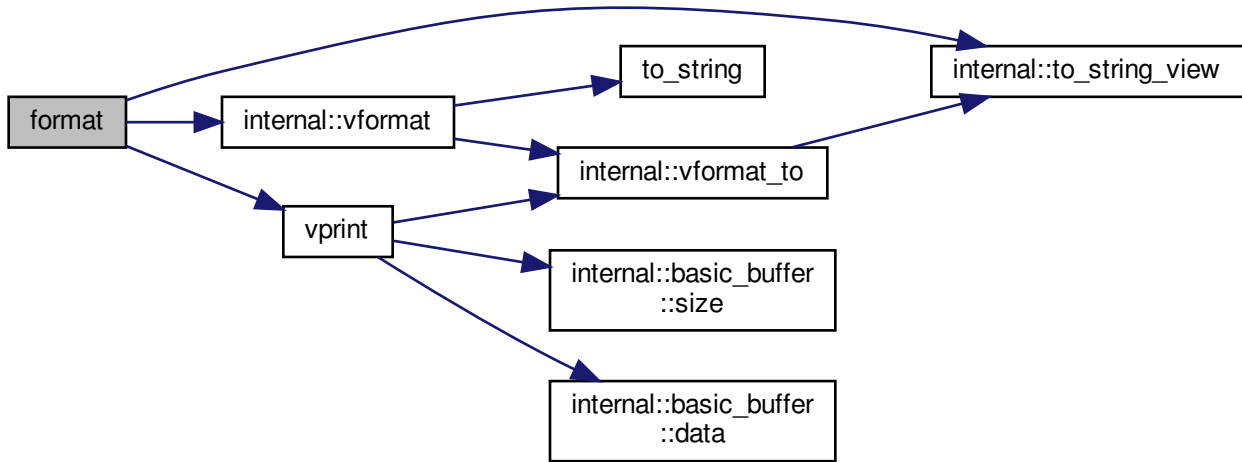 to_string
internal::to_string_view
format
internal::vformat
internal::vformat_to
vprint
internal::basic_buffer
::size
internal::basic_buffer
::data